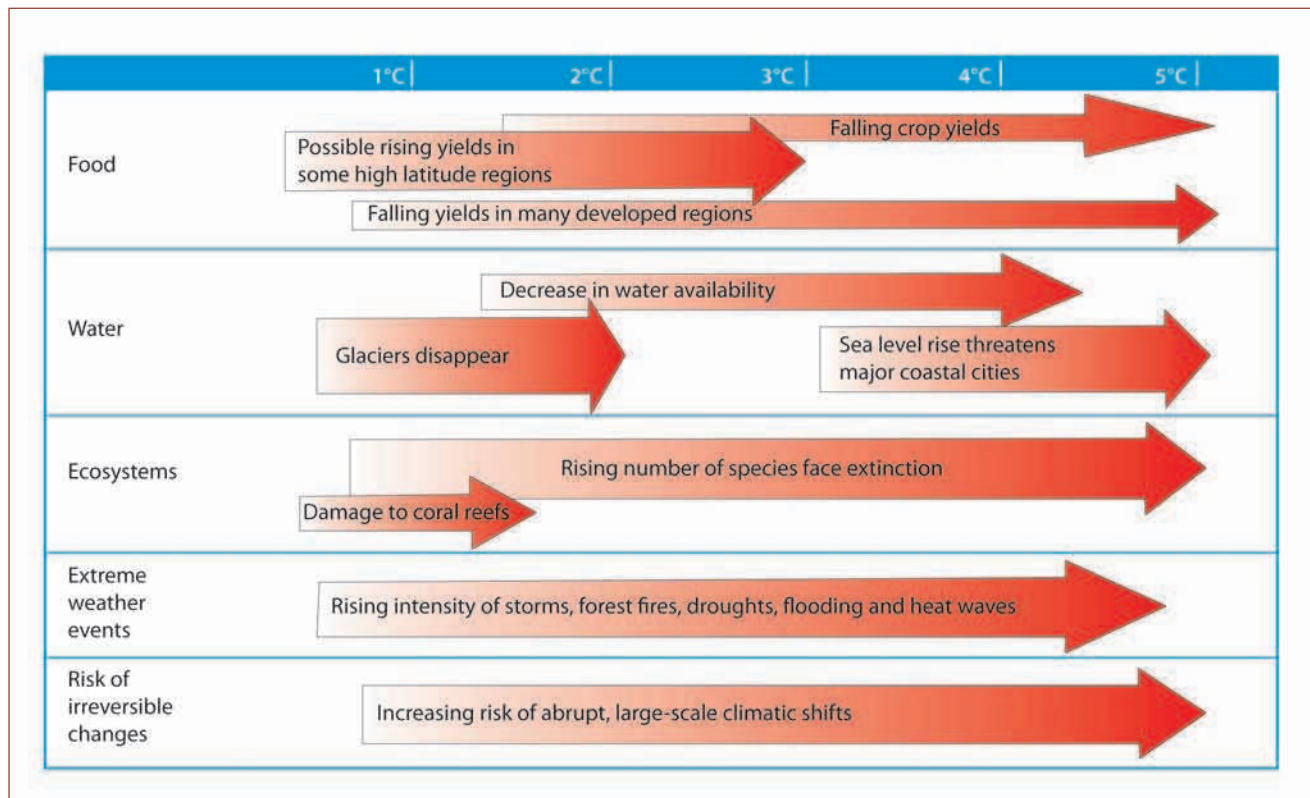 1°C 2°C 3°C 4°C 5°C
Food
Falling crop yields
Possible rising yields in
some high latitude regions
Falling yields in many developed regions
Water
Decrease in water availability
Glaciers disappear
Sea level rise threatens
major coastal cities
Ecosystems
Rising number of species face extinction
Damage to coral reefs
Extreme
weather
events
Rising intensity of storms, forest fires, droughts, flooding and heat waves
Risk of
irreversible
changes
Increasing risk of abrupt, large-scale climatic shifts